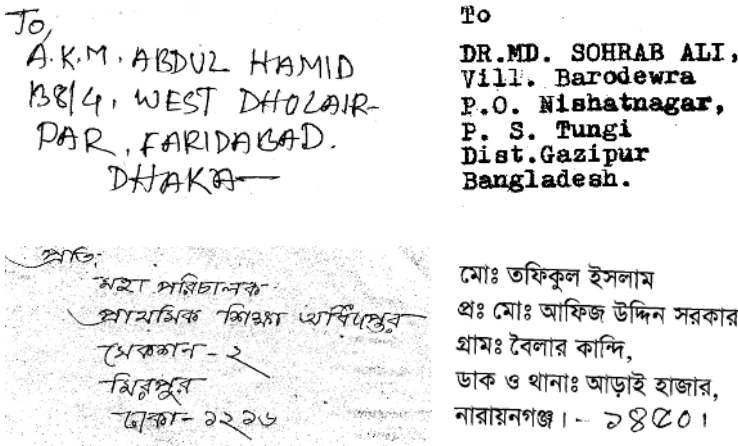 To,
A.K.M. ABDUL HAMID
138/4, WEST DHOLAIR-
PAR, FARIDABAD.
DHAKA—
To
DR.MD. SOHRAB ALI,
Vill. Barodewra
P.O. Nishatnagar,
P. S. Tungi
Dist.Gazipur
Bangladesh.
প্রতি:
মহা পরিচালক
প্রাথমিক শিক্ষা অধিদপ্তর
সেকশন - ২
মিরপুর
ঢাকা - ১২১৬
মোঃ তফিকুল ইসলাম
প্রঃ মোঃ আফিজ উদ্দিন সরকার
গ্রামঃ বৈলার কান্দি,
ডাক ও থানাঃ আড়াই হাজার,
নারায়নগঞ্জ।- ১৪৫০।